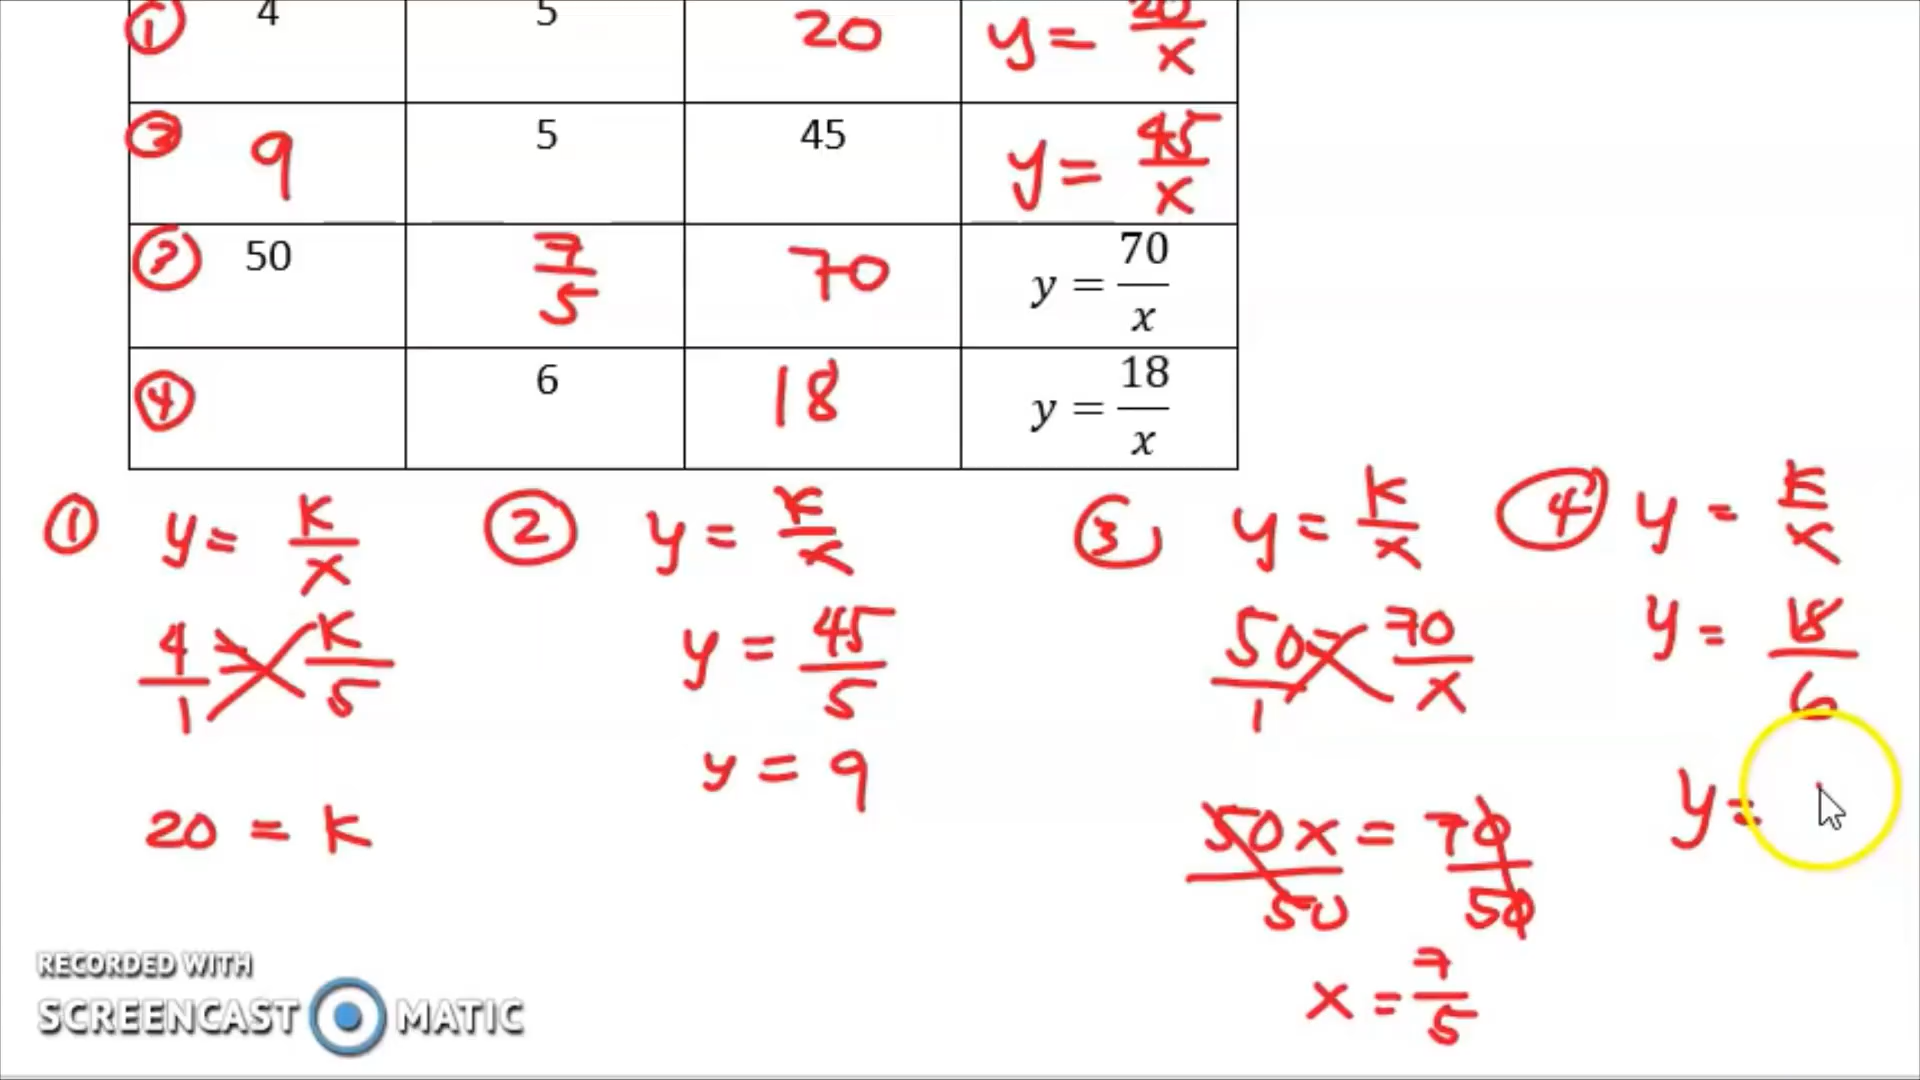 ① 4 5 20 y = 20/x
② 9 5 45 y = 45/x
③ 50 7/5 70 y = 70/x
④ 6 18 y = 18/x
① y = K/x
4/1 = K/5
20 = K
② y = K/x
y = 45/5
y = 9
③ y = K/x
50/1 = 70/x
50x/50 = 70/50
x = 7/5
④ y = K/x
y = 18/6
y =
RECORDED WITH
SCREENCAST MATIC